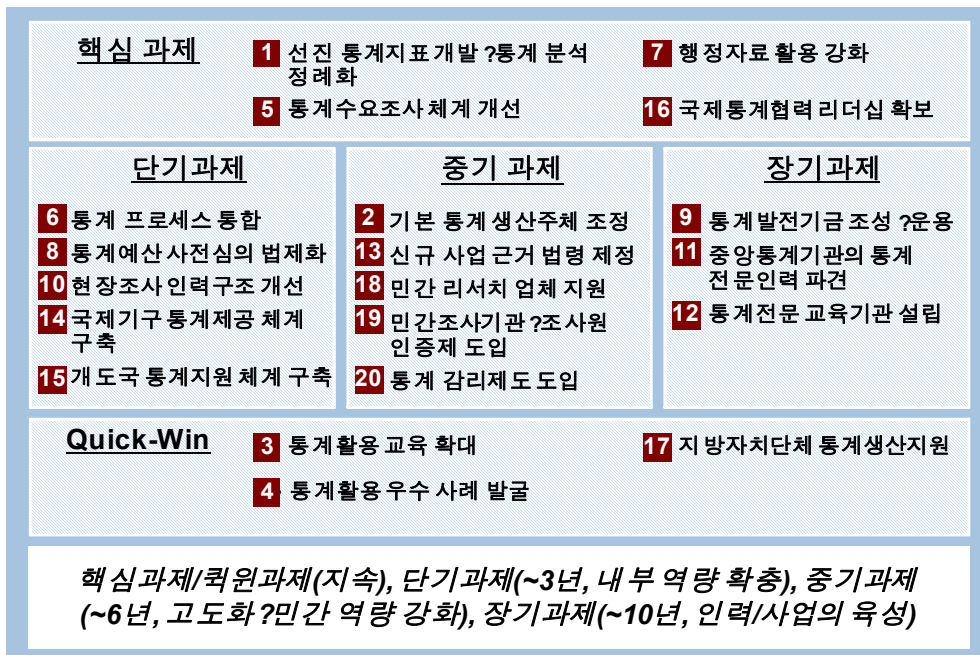 핵심 과제
1 선진 통계지표 개발 ?통계 분석
정례화
7 행정자료 활용 강화
5 통계수요조사 체계 개선
16 국제통계협력 리더십 확보
단기과제
6 통계 프로세스 통합
8 통계예산 사전심의 법제화
10 현장조사 인력구조 개선
14 국제기구 통계제공 체계
구축
15 개도국 통계지원 체계 구축
중기 과제
2 기본 통계 생산주체 조정
13 신규 사업 근거 법령 제정
18 민간 리서치 업체 지원
19 민간조사기관 ?조사원
인증제 도입
20 통계 감리제도 도입
장기과제
9 통계발전기금 조성 ?운용
11 중앙통계기관의 통계
전문인력 파견
12 통계전문 교육기관 설립
Quick-Win
3 통계활용 교육 확대
17 지방자치단체 통계생산지원
4 통계활용 우수 사례 발굴
핵심과제/퀵윈과제(지속), 단기과제(~3년, 내부 역량 확충), 중기과제
(~6년, 고도화?민간 역량 강화), 장기과제(~10년, 인력/사업의 육성)